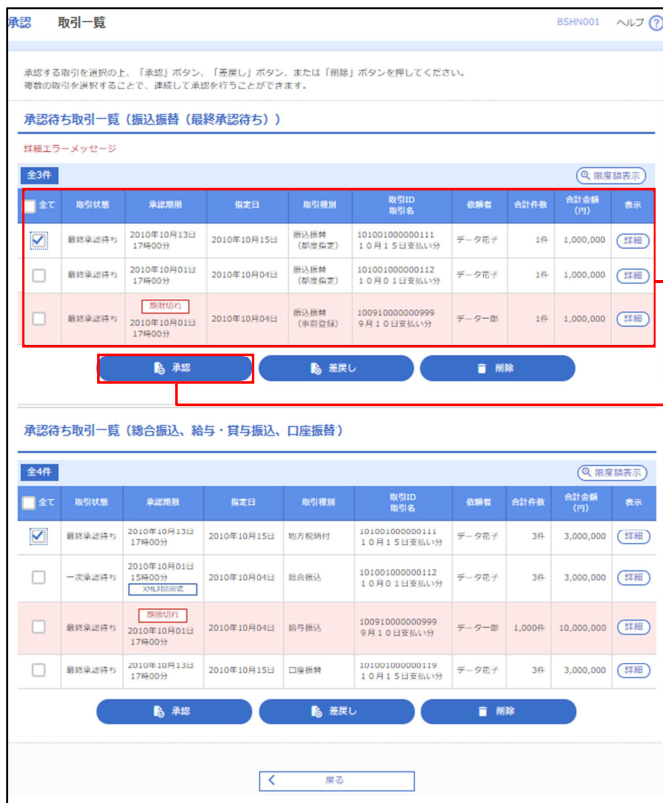 承認 取引一覧 BSHN001 ヘルプ ?
承認する取引を選択の上、「承認」ボタン、「差戻し」ボタン、または「削除」ボタンを押してください。
複数の取引を選択することで、連続して承認を行うことができます。
承認待ち取引一覧（振込振替（最終承認待ち））
詳細エラーメッセージ
全3件 限度額表示
全て 取引状態 承認期限 指定日 取引種別 取引ID 依頼者 合計件数 合計金額 表示
取引名 (円)
最終承認待ち 2010年10月13日 2010年10月15日 振込振替 101001000000111 データ花子 1件 1,000,000 詳細
17時00分 （都度指定） １０月１５日支払い分
最終承認待ち 2010年10月01日 2010年10月04日 振込振替 101001000000112 データ花子 1件 1,000,000 詳細
17時00分 （都度指定） １０月０１日支払い分
期限切れ
最終承認待ち 2010年10月01日 2010年10月04日 振込振替 100910000000999 データ一郎 1件 1,000,000 詳細
17時00分 （事前登録） ９月１０日支払い分
承認 差戻し 削除
承認待ち取引一覧（総合振込、給与・賞与振込、口座振替）
全4件 限度額表示
全て 取引状態 承認期限 指定日 取引種別 取引ID 依頼者 合計件数 合計金額 表示
取引名 (円)
最終承認待ち 2010年10月13日 2010年10月15日 地方税納付 101001000000111 データ花子 3件 3,000,000 詳細
17時00分 １０月１５日支払い分
一次承認待ち 2010年10月01日 2010年10月04日 総合振込 101001000000112 データ花子 3件 3,000,000 詳細
15時00分 １０月０１日支払い分
XML対応形式
期限切れ
最終承認待ち 2010年10月01日 2010年10月04日 給与振込 100910000000999 データ一郎 1,000件 10,000,000 詳細
17時00分 ９月１０日支払い分
最終承認待ち 2010年10月13日 2010年10月15日 口座振替 101001000000119 データ花子 3件 3,000,000 詳細
17時00分 １０月１５日支払い分
承認 差戻し 削除
戻る